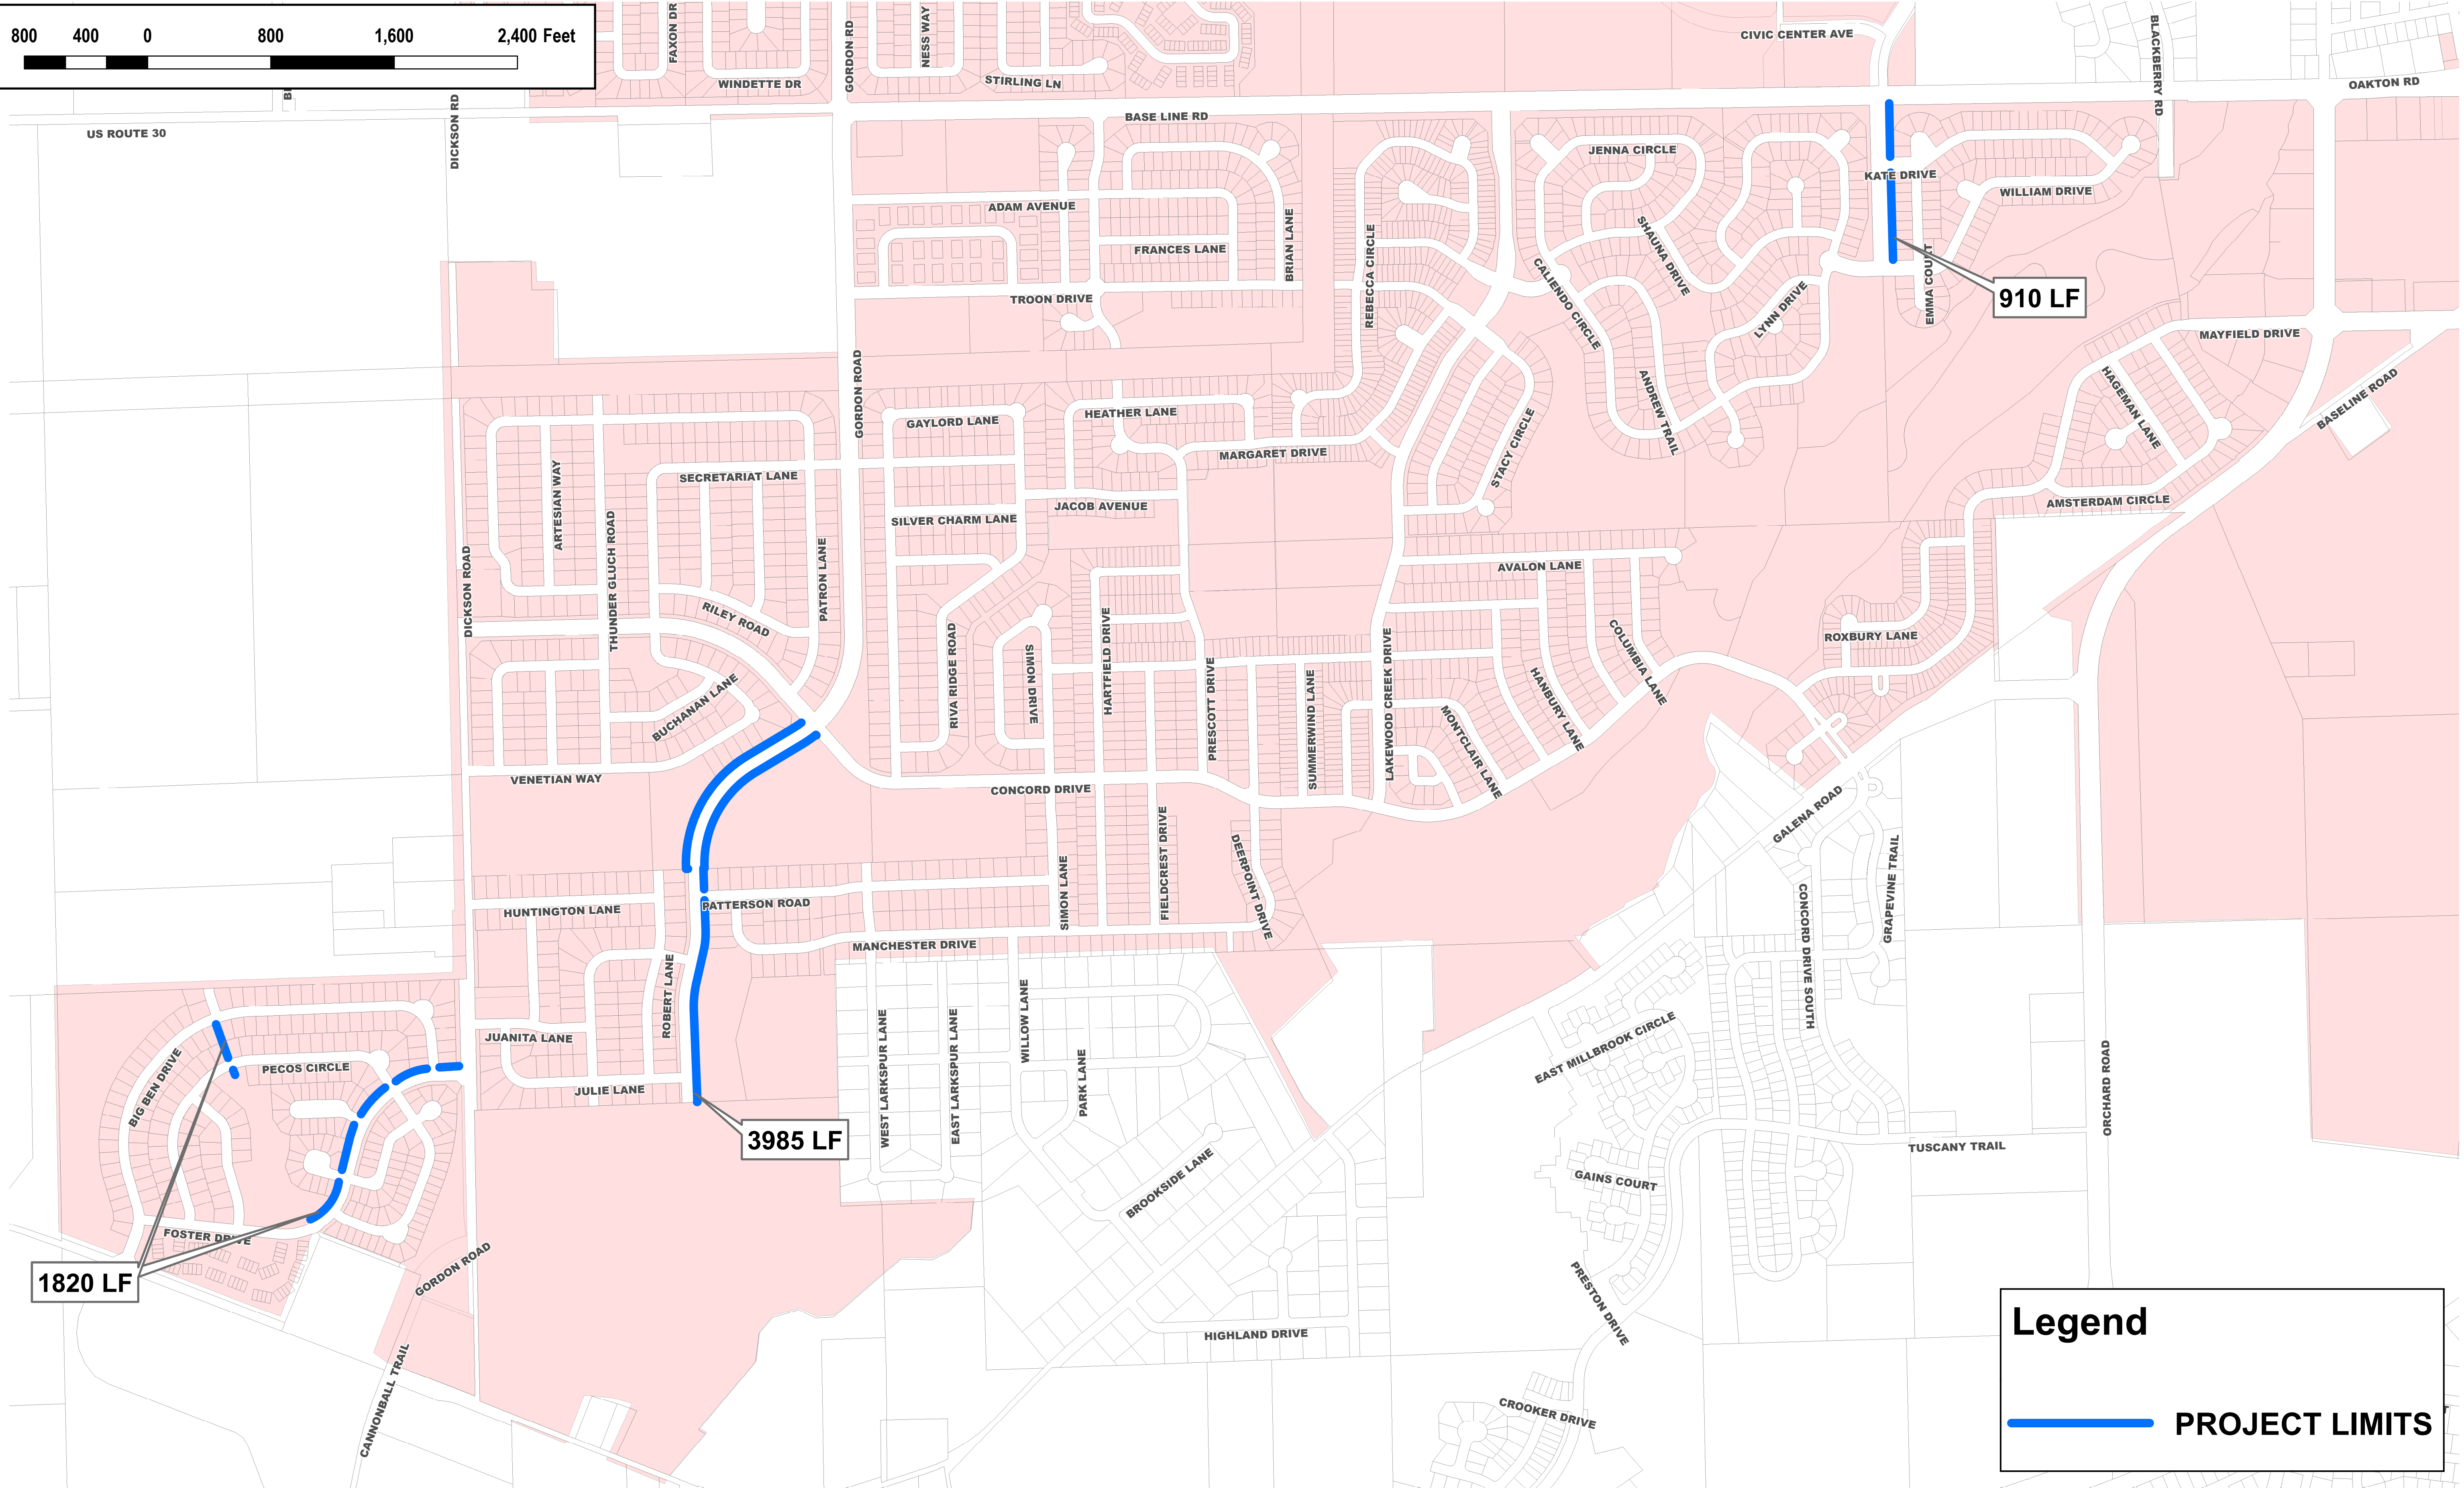 800 400 0 800 1,600 2,400 Feet
FAXON DR
GORDON RD
NESS WAY
CIVIC CENTER AVE
BLACKBERRY RD
WINDETTE DR
STIRLING LN
OAKTON RD
DICKSON RD
US ROUTE 30
BASE LINE RD
JENNA CIRCLE
KATE DRIVE
WILLIAM DRIVE
ADAM AVENUE
FRANCES LANE
BRIAN LANE
REBECCA CIRCLE
SHAUNA DRIVE
EMMA COURT
910 LF
TROON DRIVE
CALIENDO CIRCLE
LYNN DRIVE
MAYFIELD DRIVE
GORDON ROAD
ANDREW TRAIL
HAGEMAN LANE
BASELINE ROAD
GAYLORD LANE
HEATHER LANE
MARGARET DRIVE
STACY CIRCLE
ARTESIAN WAY
SECRETARIAT LANE
JACOB AVENUE
AMSTERDAM CIRCLE
SILVER CHARM LANE
THUNDER GLUCH ROAD
PATRON LANE
DICKSON ROAD
AVALON LANE
RILEY ROAD
RIVA RIDGE ROAD
SIMON DRIVE
HARTFIELD DRIVE
PRESCOTT DRIVE
SUMMERWIND LANE
LAKEWOOD CREEK DRIVE
COLUMBIA LANE
ROXBURY LANE
BUCHANAN LANE
MONTCLAIR LANE
HANBURY LANE
VENETIAN WAY
CONCORD DRIVE
GALENA ROAD
SIMON LANE
FIELDCREST DRIVE
DEERPOINT DRIVE
GRAPEVINE TRAIL
HUNTINGTON LANE
PATTERSON ROAD
CONCORD DRIVE SOUTH
MANCHESTER DRIVE
ROBERT LANE
JUANITA LANE
WEST LARKSPUR LANE
EAST LARKSPUR LANE
WILLOW LANE
PARK LANE
EAST MILLBROOK CIRCLE
ORCHARD ROAD
BIG BEN DRIVE
PECOS CIRCLE
JULIE LANE
3985 LF
TUSCANY TRAIL
BROOKSIDE LANE
GAINS COURT
FOSTER DRIVE
1820 LF
GORDON ROAD
PRESTON DRIVE
HIGHLAND DRIVE
CANNONBALL TRAIL
CROOKER DRIVE
Legend
PROJECT LIMITS